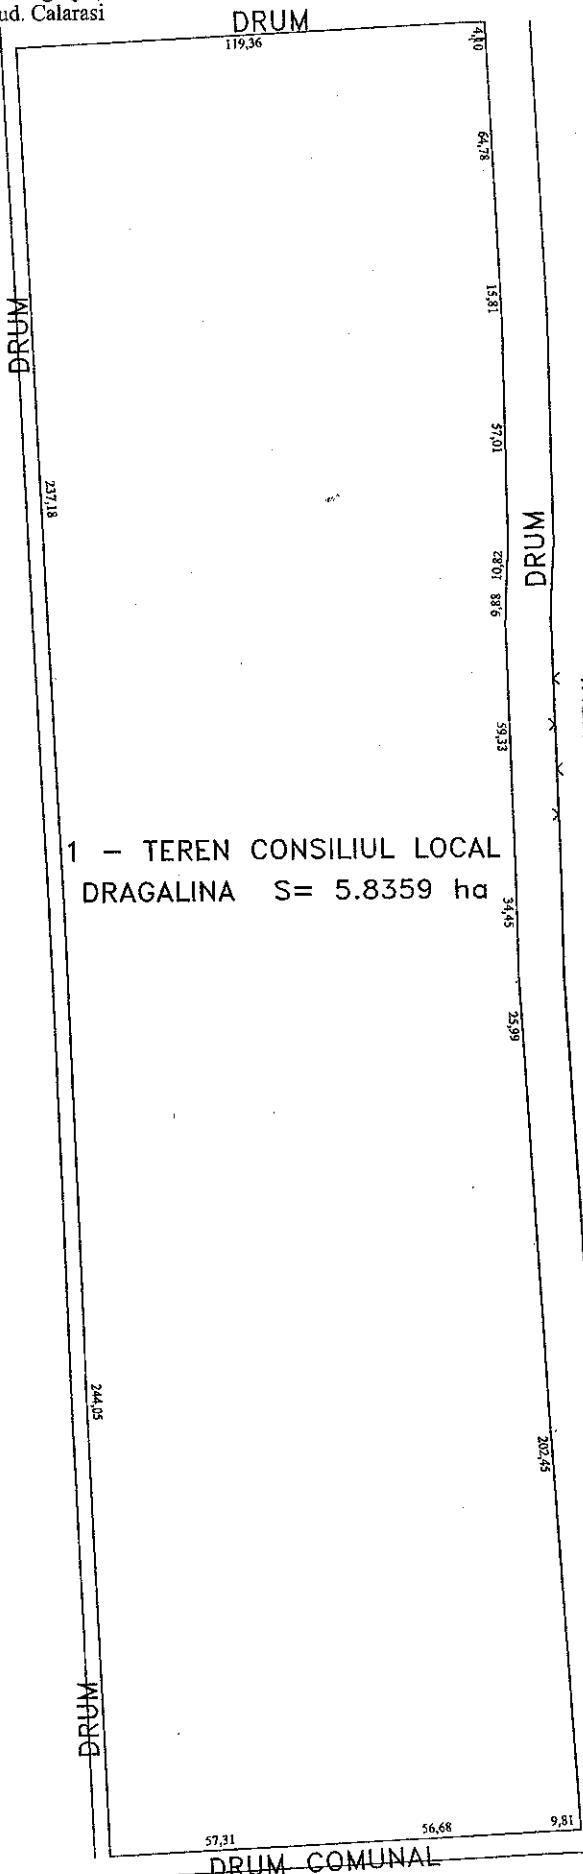 ud. Calarasi
DRUM
119,36
4,10
64,78
15,81
DRUM
57,01
237,18
DRUM
10,82
9,88
59,33
1 – TEREN CONSILIUL LOCAL
DRAGALINA S= 5.8359 ha
34,45
25,99
244,05
202,45
DRUM
57,31
56,68
9,81
DRUM COMUNAL